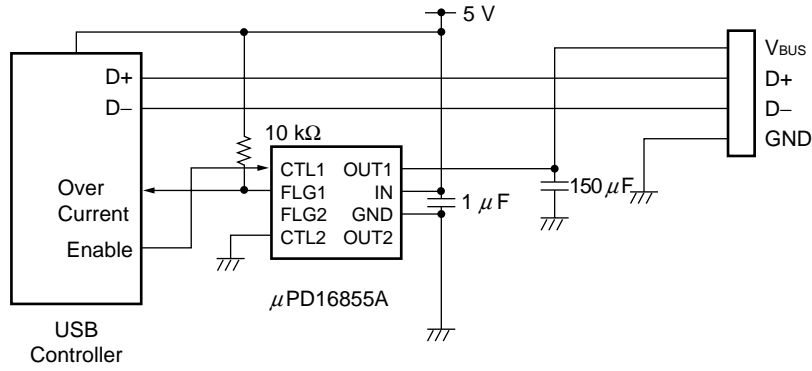 5 V
D+
D−
VBUS
D+
D−
GND
10 kΩ
CTL1 OUT1
FLG1 IN
FLG2 GND
CTL2 OUT2
Over
Current
Enable
1 μF
150 μF
μPD16855A
USB
Controller